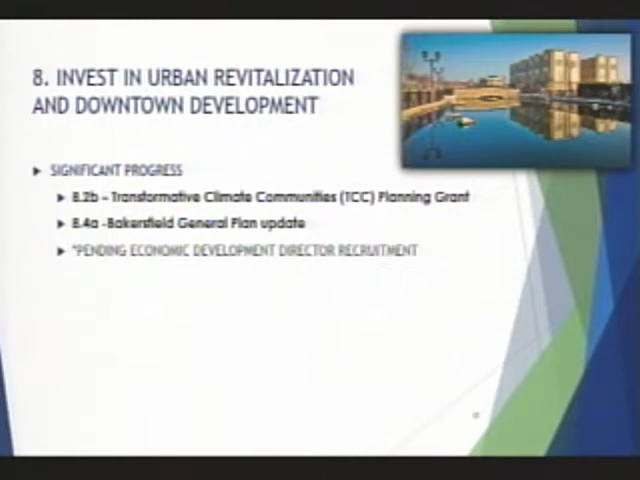 8. INVEST IN URBAN REVITALIZATION
AND DOWNTOWN DEVELOPMENT
SIGNIFICANT PROGRESS
8.2b – Transformative Climate Communities (TCC) Planning Grant
8.4a -Bakersfield General Plan update
*PENDING ECONOMIC DEVELOPMENT DIRECTOR RECRUITMENT